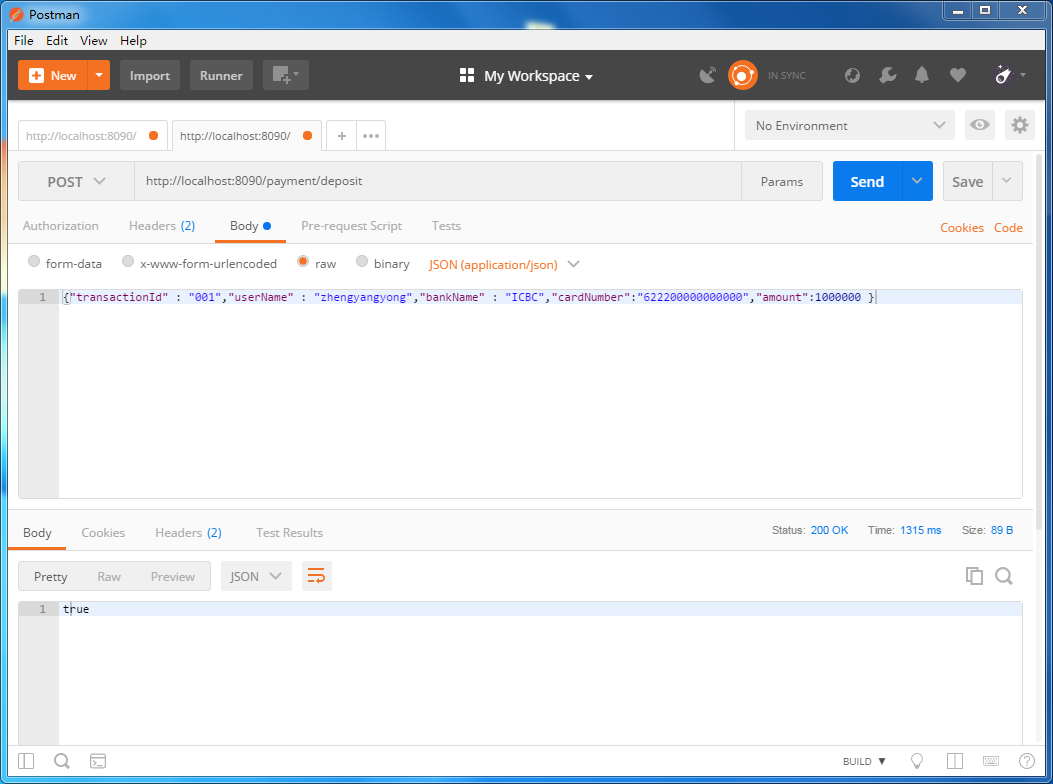 Postman
File Edit View Help
New Import Runner My Workspace IN SYNC
http://localhost:8090/ http://localhost:8090/ + ••• No Environment
POST http://localhost:8090/payment/deposit Params Send Save
Authorization Headers (2) Body Pre-request Script Tests Cookies Code
form-data x-www-form-urlencoded raw binary JSON (application/json)
1 {"transactionId" : "001","userName" : "zhengyangyong","bankName" : "ICBC","cardNumber":"622200000000000","amount":1000000 }
Body Cookies Headers (2) Test Results Status: 200 OK Time: 1315 ms Size: 89 B
Pretty Raw Preview JSON
1 true
BUILD ▼